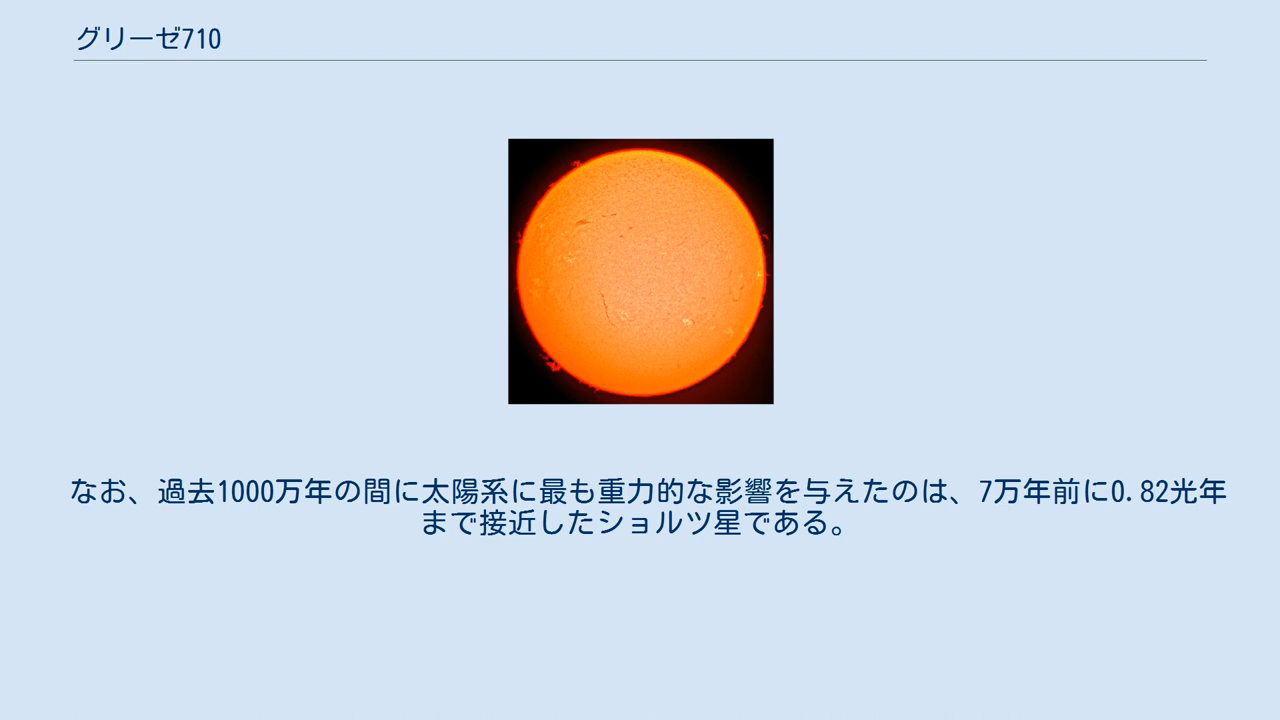 グリーゼ710
なお、過去1000万年の間に太陽系に最も重力的な影響を与えたのは、7万年前に0.82光年
まで接近したショルツ星である。